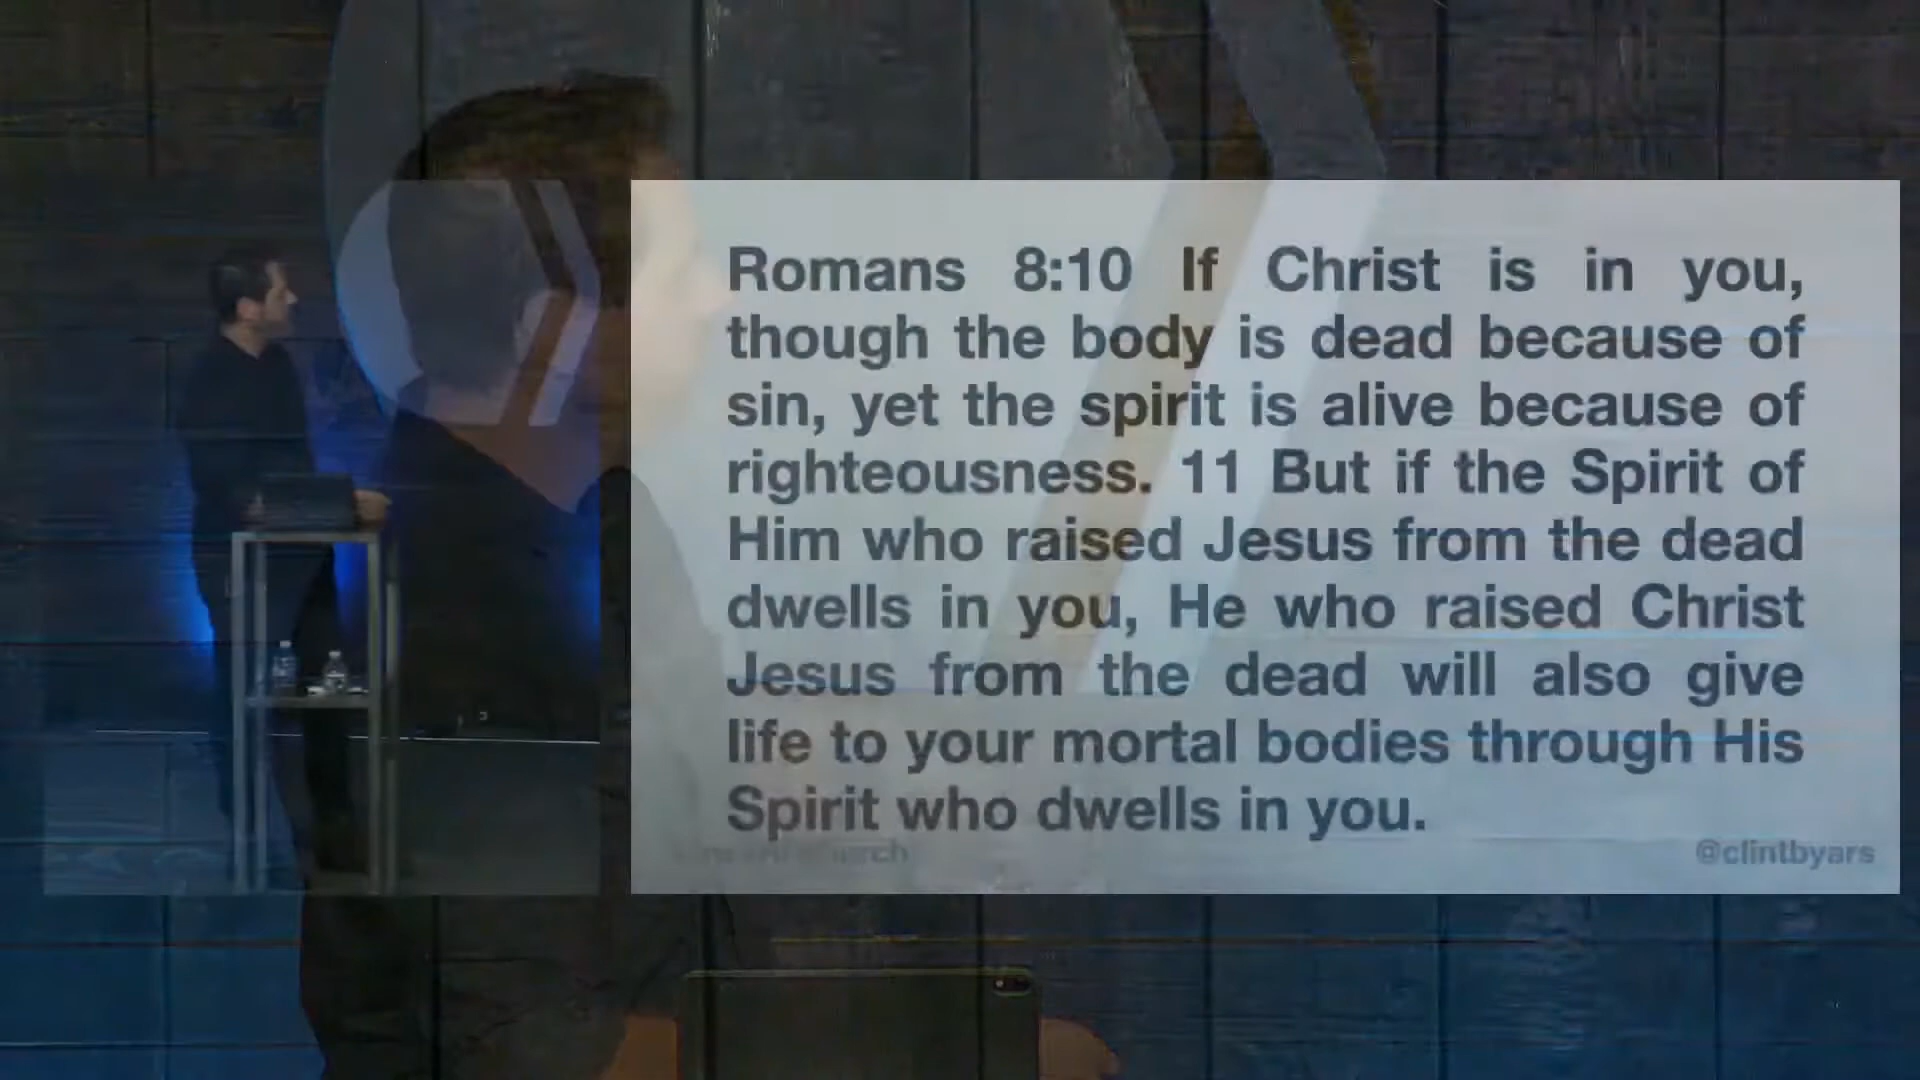 Romans 8:10 If Christ is in you,
though the body is dead because of
sin, yet the spirit is alive because of
righteousness. 11 But if the Spirit of
Him who raised Jesus from the dead
dwells in you, He who raised Christ
Jesus from the dead will also give
life to your mortal bodies through His
Spirit who dwells in you.
@clintbyars